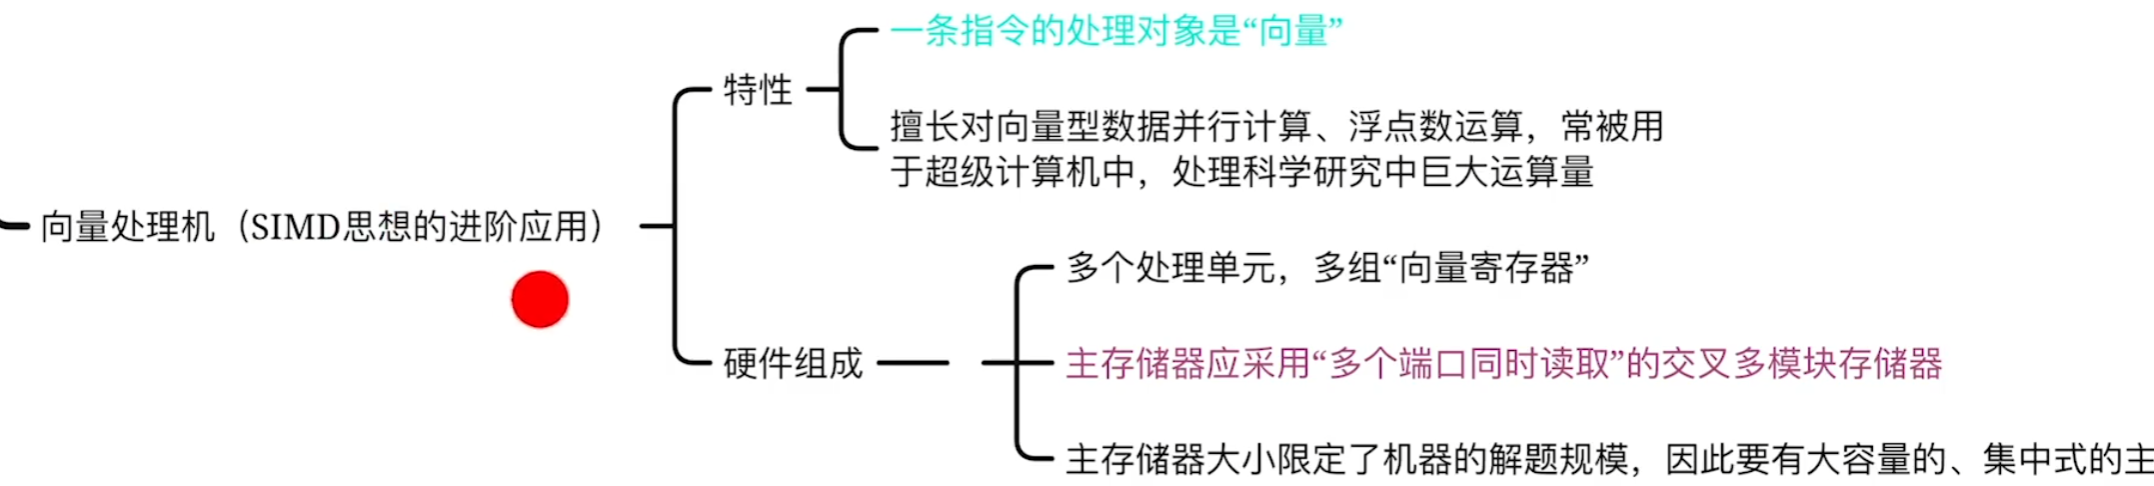 一条指令的处理对象是“向量”
特性
擅长对向量型数据并行计算、浮点数运算，常被用
于超级计算机中，处理科学研究中巨大运算量
向量处理机（SIMD思想的进阶应用）
多个处理单元，多组“向量寄存器”
硬件组成
主存储器应采用“多个端口同时读取”的交叉多模块存储器
主存储器大小限定了机器的解题规模，因此要有大容量的、集中式的主